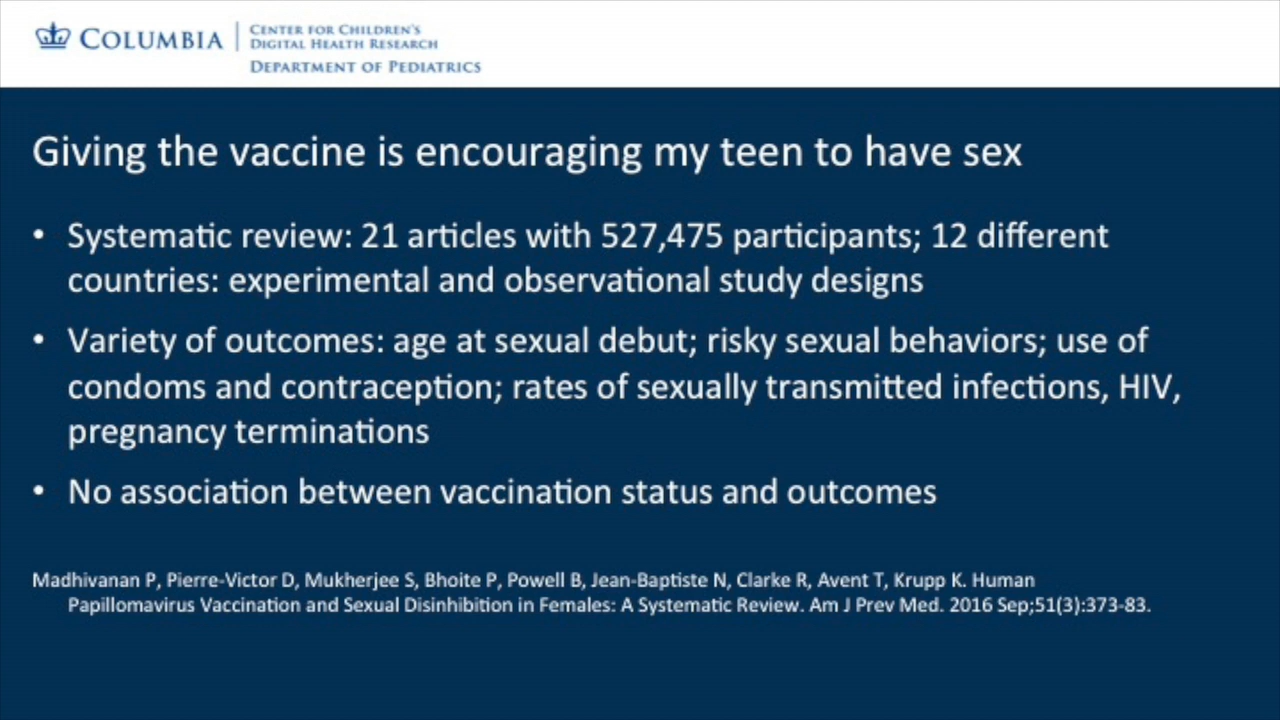 COLUMBIA
CENTER FOR CHILDREN'S
DIGITAL HEALTH RESEARCH
DEPARTMENT OF PEDIATRICS
Giving the vaccine is encouraging my teen to have sex
• Systematic review: 21 articles with 527,475 participants; 12 different
countries: experimental and observational study designs
• Variety of outcomes: age at sexual debut; risky sexual behaviors; use of
condoms and contraception; rates of sexually transmitted infections, HIV,
pregnancy terminations
• No association between vaccination status and outcomes
Madhivanan P, Pierre-Victor D, Mukherjee S, Bhoite P, Powell B, Jean-Baptiste N, Clarke R, Avent T, Krupp K. Human
Papillomavirus Vaccination and Sexual Disinhibition in Females: A Systematic Review. Am J Prev Med. 2016 Sep;51(3):373-83.